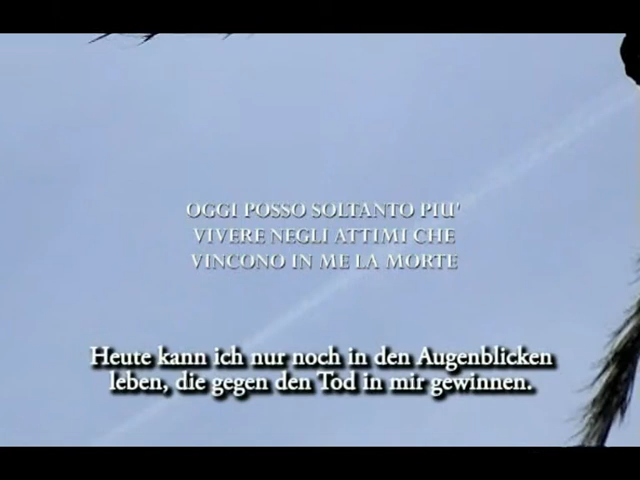 OGGI POSSO SOLTANTO PIU'
VIVERE NEGLI ATTIMI CHE
VINCONO IN ME LA MORTE
Heute kann ich nur noch in den Augenblicken
leben, die gegen den Tod in mir gewinnen.